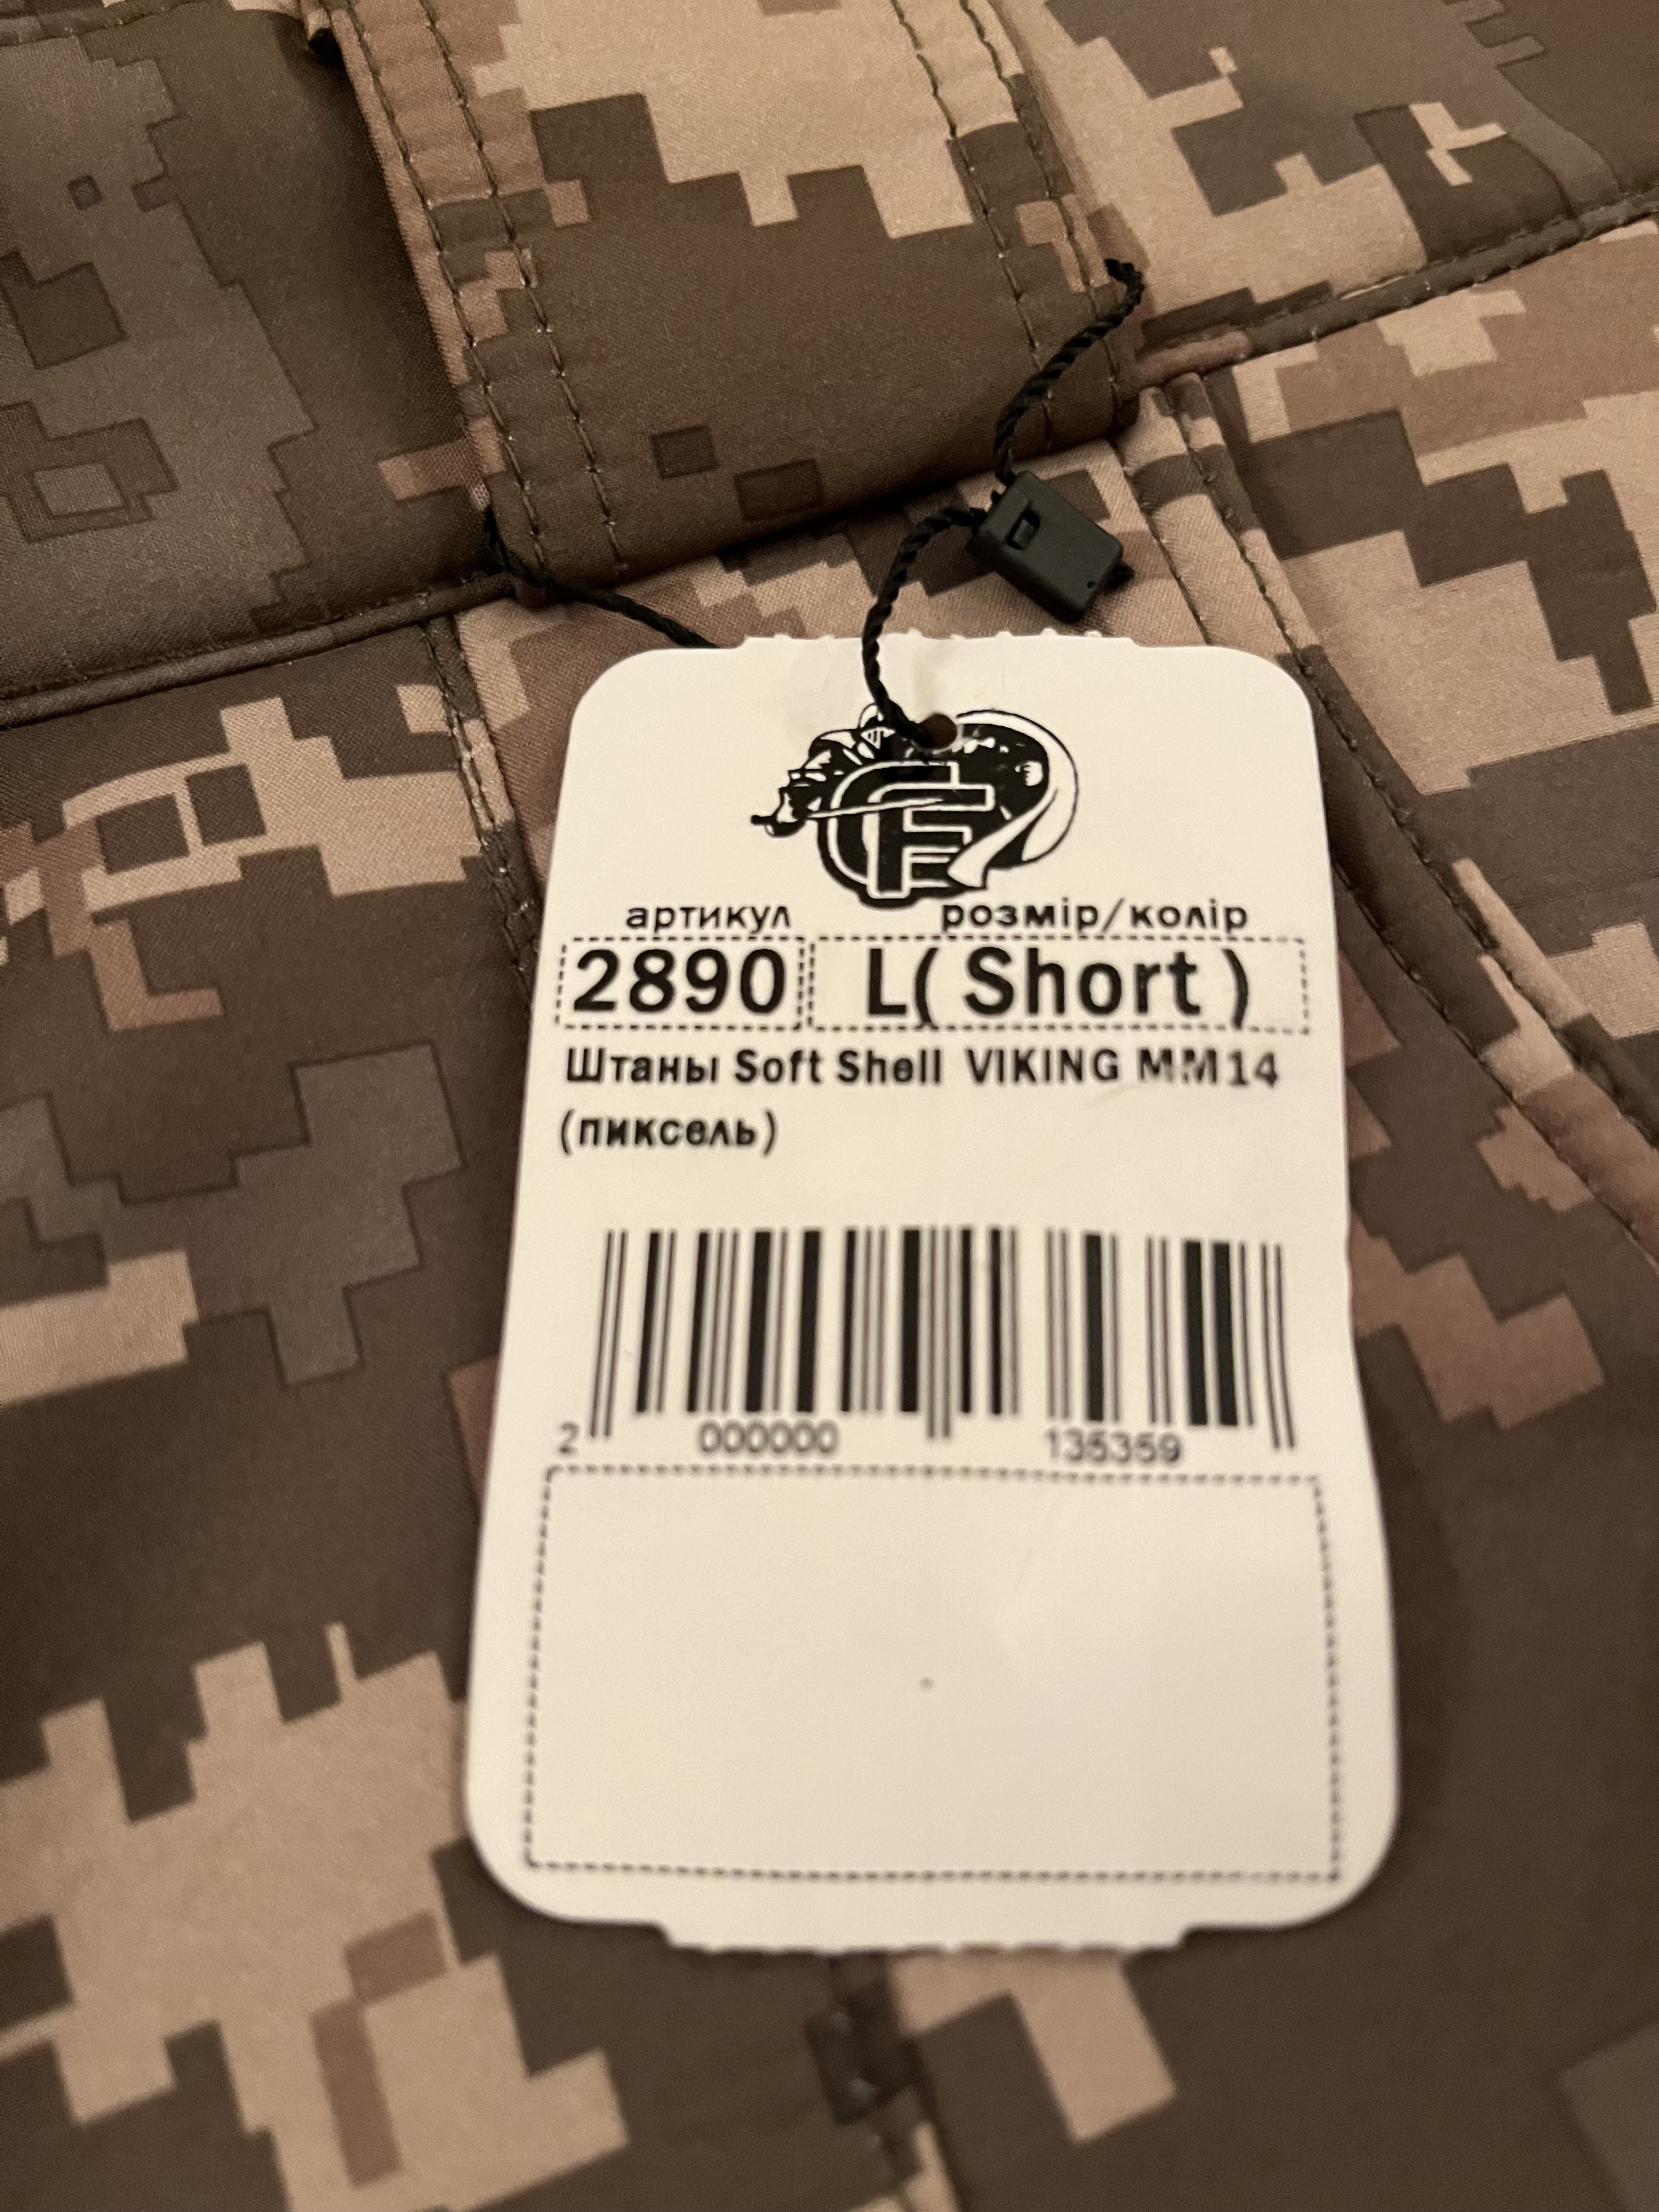 артикул розмір/колір
2890 L( Short )
Штаны Soft Shell VIKING MM14
(пиксель)
2 000000 135359